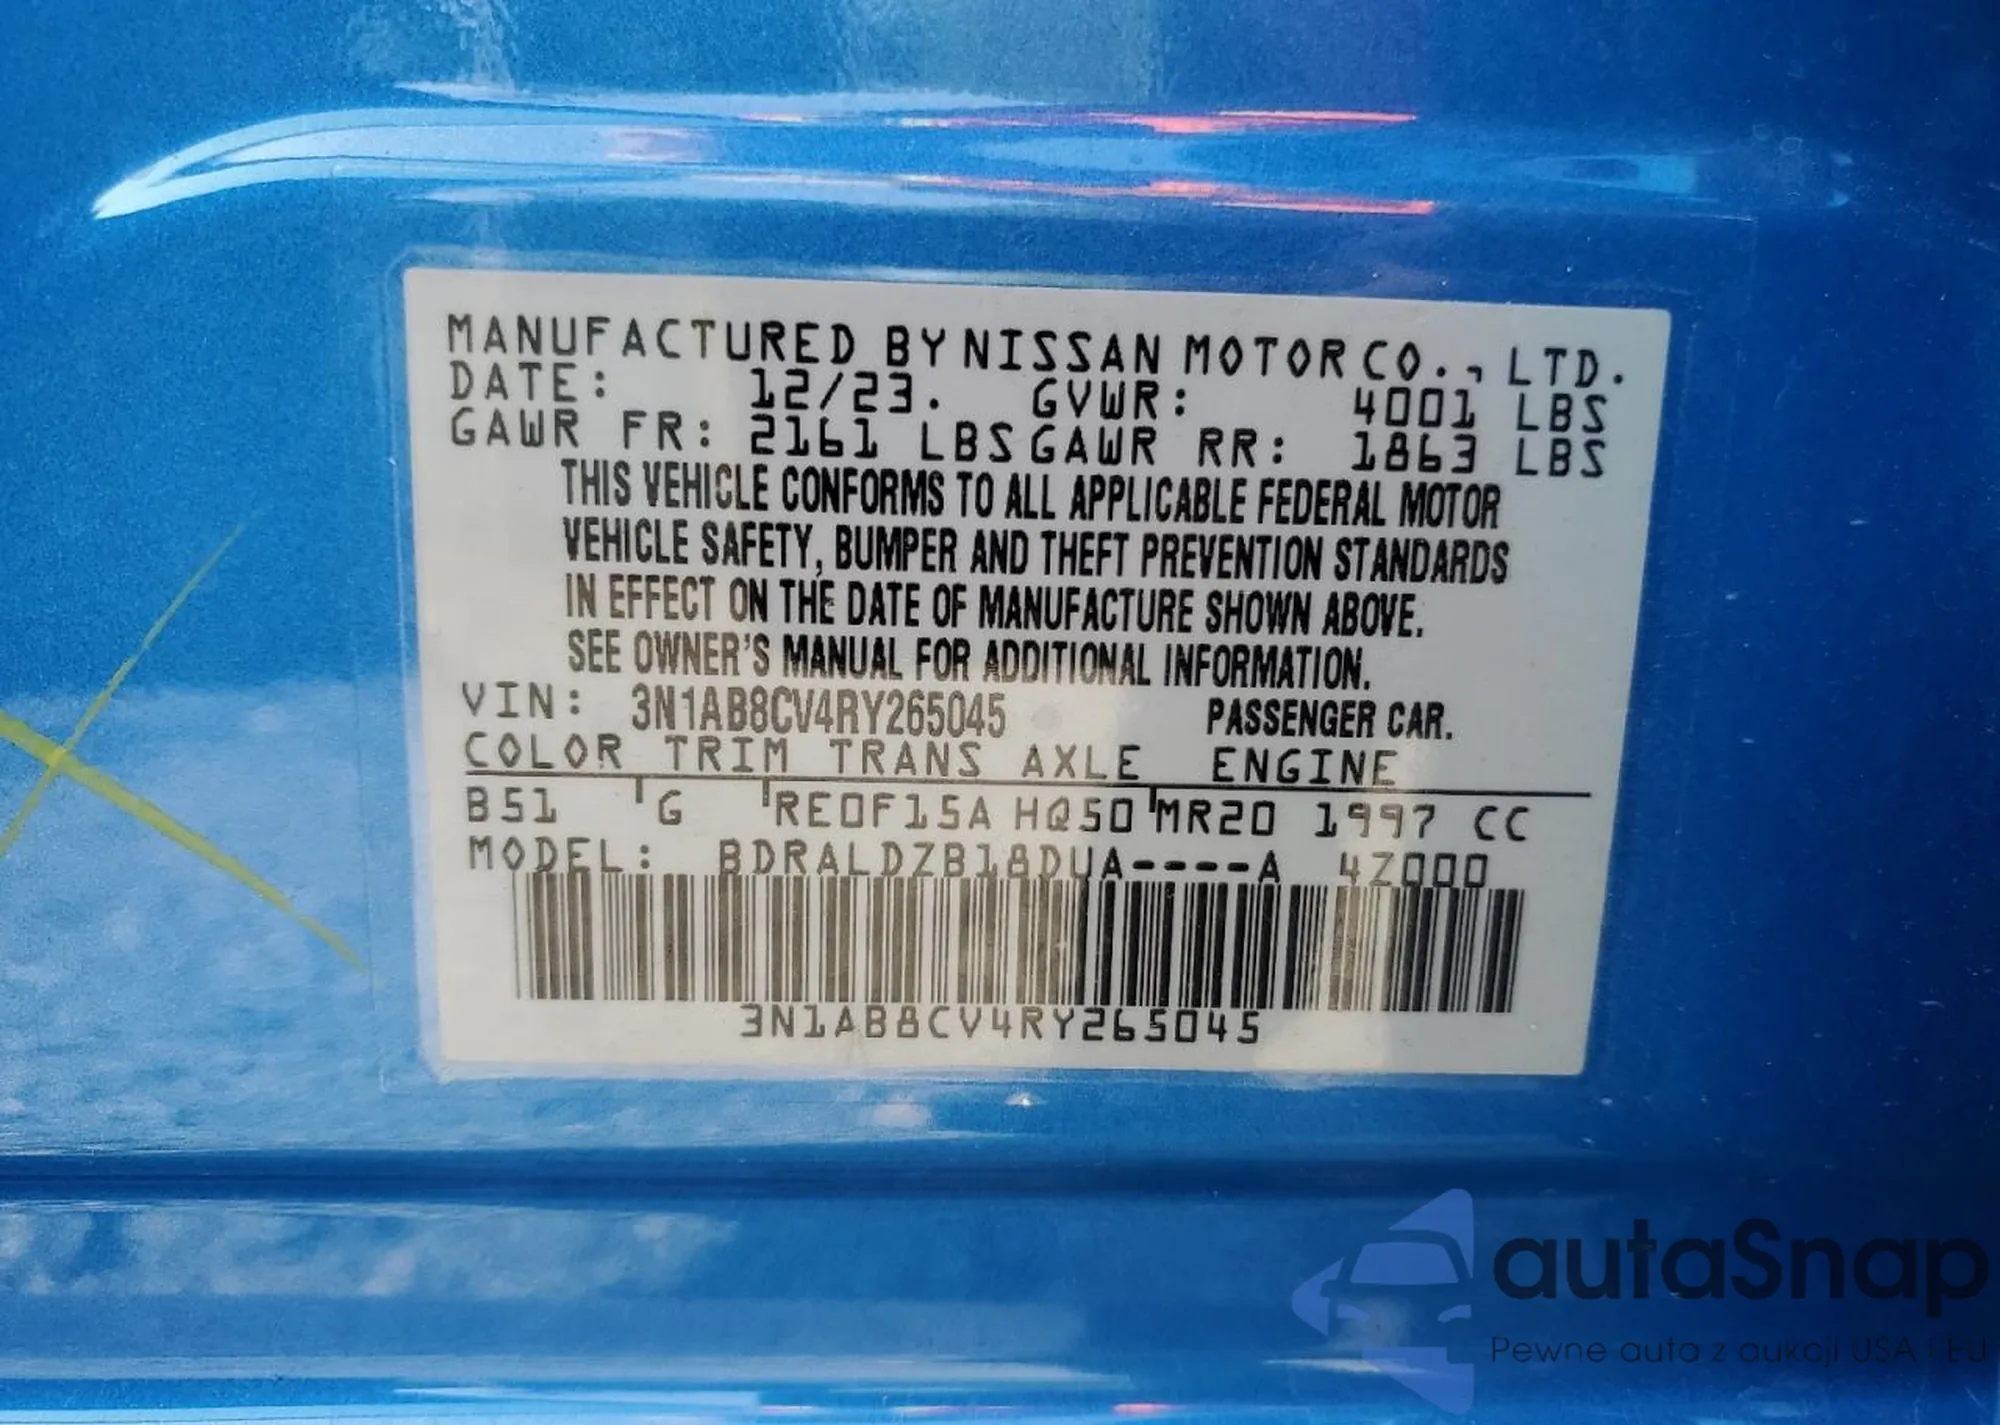 MANUFACTURED BY NISSAN MOTOR CO., LTD.
DATE: 12/23. GVWR: 4001 LBS
GAWR FR: 2161 LBS GAWR RR: 1863 LBS
THIS VEHICLE CONFORMS TO ALL APPLICABLE FEDERAL MOTOR
VEHICLE SAFETY, BUMPER AND THEFT PREVENTION STANDARDS
IN EFFECT ON THE DATE OF MANUFACTURE SHOWN ABOVE.
SEE OWNER'S MANUAL FOR ADDITIONAL INFORMATION.
VIN: 3N1AB8CV4RY265045 PASSENGER CAR.
COLOR TRIM TRANS AXLE ENGINE
B51 G RE0F15A HQ50 MR20 1997 CC
MODEL: BDRALDZB18DUA----A 4Z000
3N1AB8CV4RY265045
autaSnap
Pewne auta z aukcji USA i EU